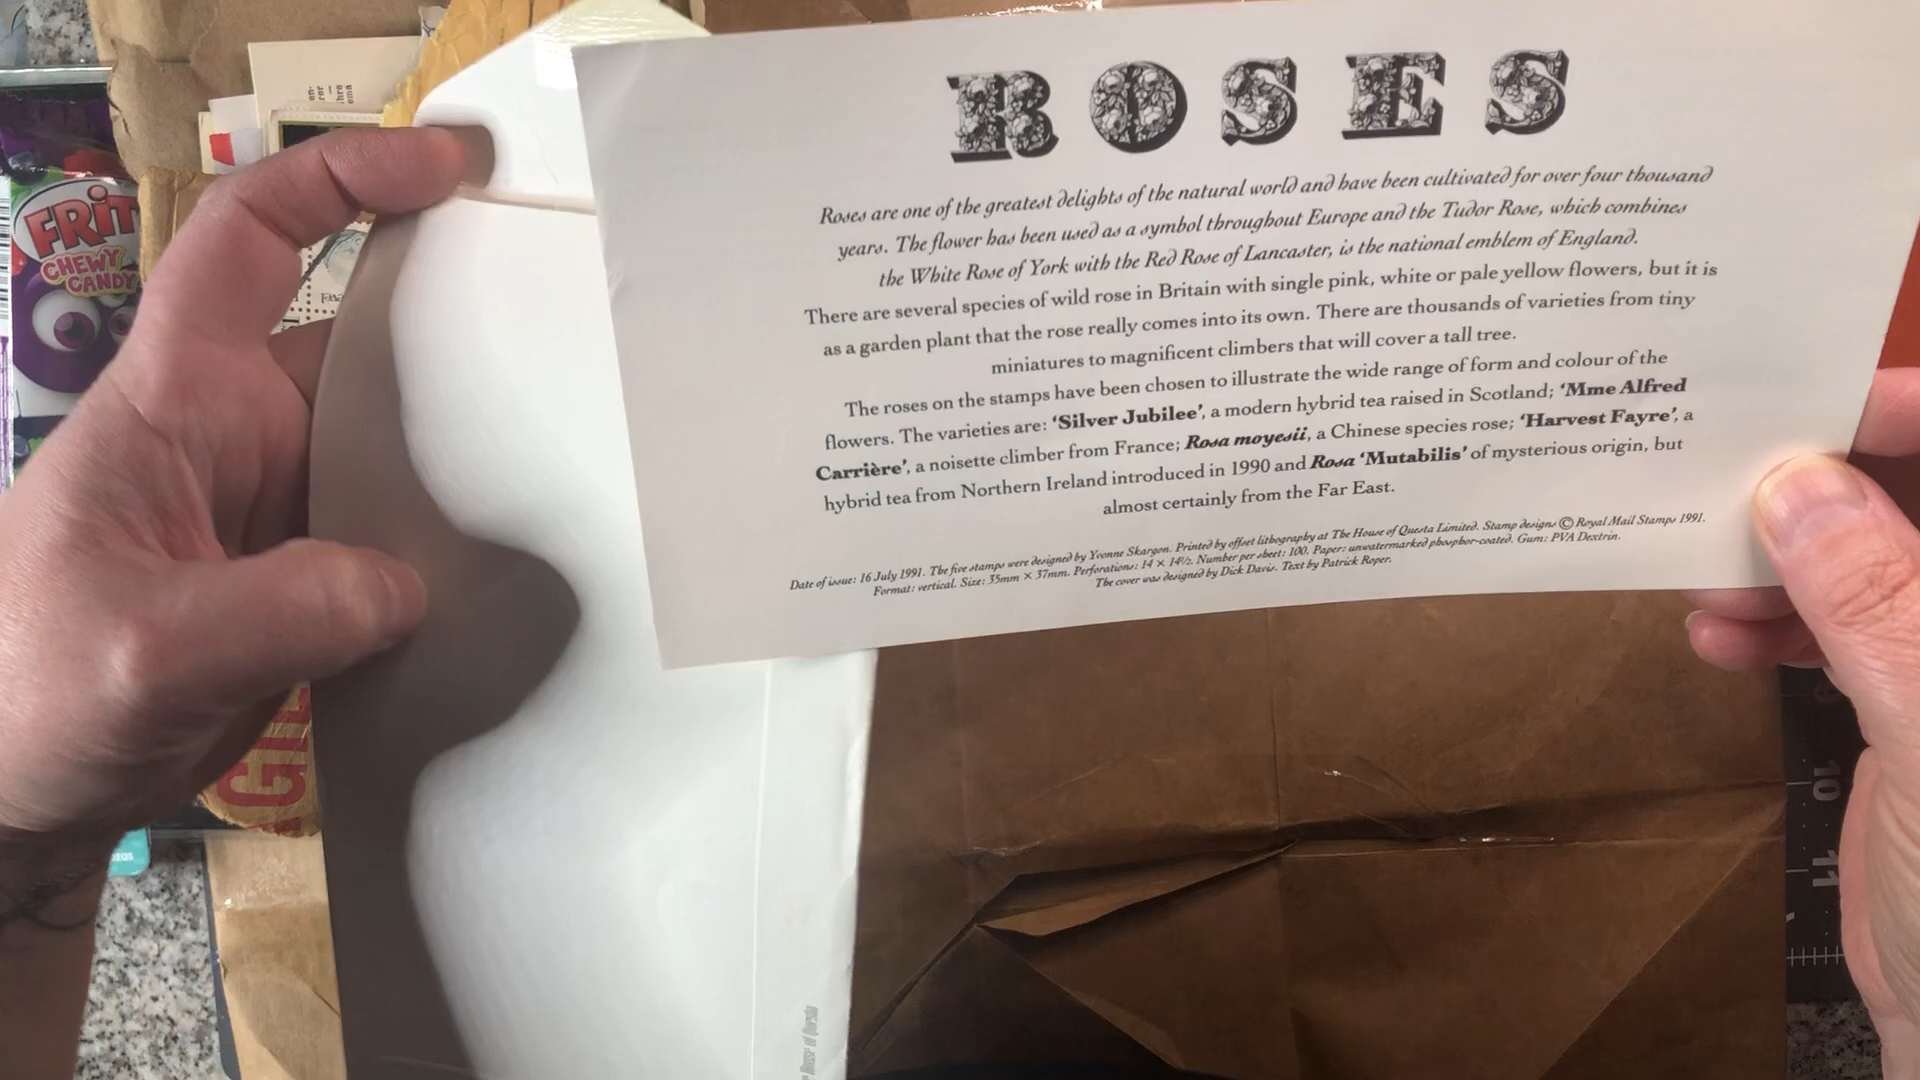 ROSES
Roses are one of the greatest delights of the natural world and have been cultivated for over four thousand
years. The flower has been used as a symbol throughout Europe and the Tudor Rose, which combines
the White Rose of York with the Red Rose of Lancaster, is the national emblem of England.
There are several species of wild rose in Britain with single pink, white or pale yellow flowers, but it is
as a garden plant that the rose really comes into its own. There are thousands of varieties from tiny
miniatures to magnificent climbers that will cover a tall tree.
The roses on the stamps have been chosen to illustrate the wide range of form and colour of the
flowers. The varieties are: ‘Silver Jubilee’, a modern hybrid tea raised in Scotland; ‘Mme Alfred
Carrière’, a noisette climber from France; Rosa moyesii, a Chinese species rose; ‘Harvest Fayre’, a
hybrid tea from Northern Ireland introduced in 1990 and Rosa ‘Mutabilis’ of mysterious origin, but
almost certainly from the Far East.
Date of issue: 16 July 1991. The five stamps were designed by Yvonne Skargon. Printed by offset lithography at The House of Questa Limited. Stamp designs © Royal Mail Stamps 1991.
Format: vertical. Size: 35mm × 37mm. Perforations: 14 × 14½. Number per sheet: 100. Paper: unwatermarked phosphor-coated. Gum: PVA Dextrin.
The cover was designed by Dick Davis. Text by Patrick Roper.
FRiT
CHEWY
CANDY
House of Questa
10
11